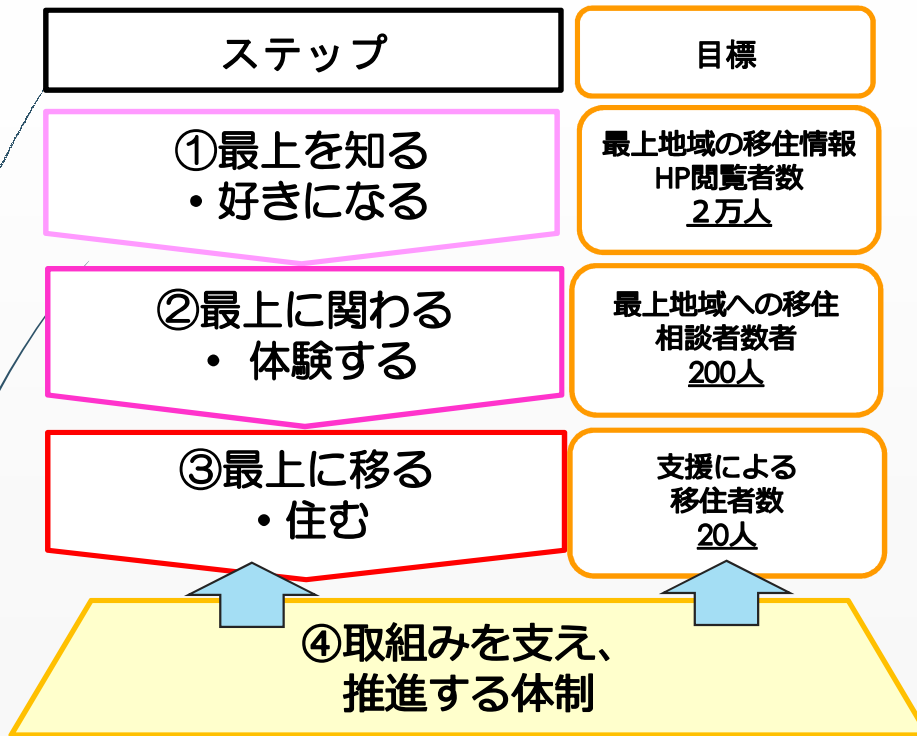 ステップ
目標
①最上を知る
・好きになる
最上地域の移住情報
HP閲覧者数
２万人
②最上に関わる
・ 体験する
最上地域への移住
相談者数者
200人
③最上に移る
・住む
支援による
移住者数
20人
④取組みを支え、
推進する体制